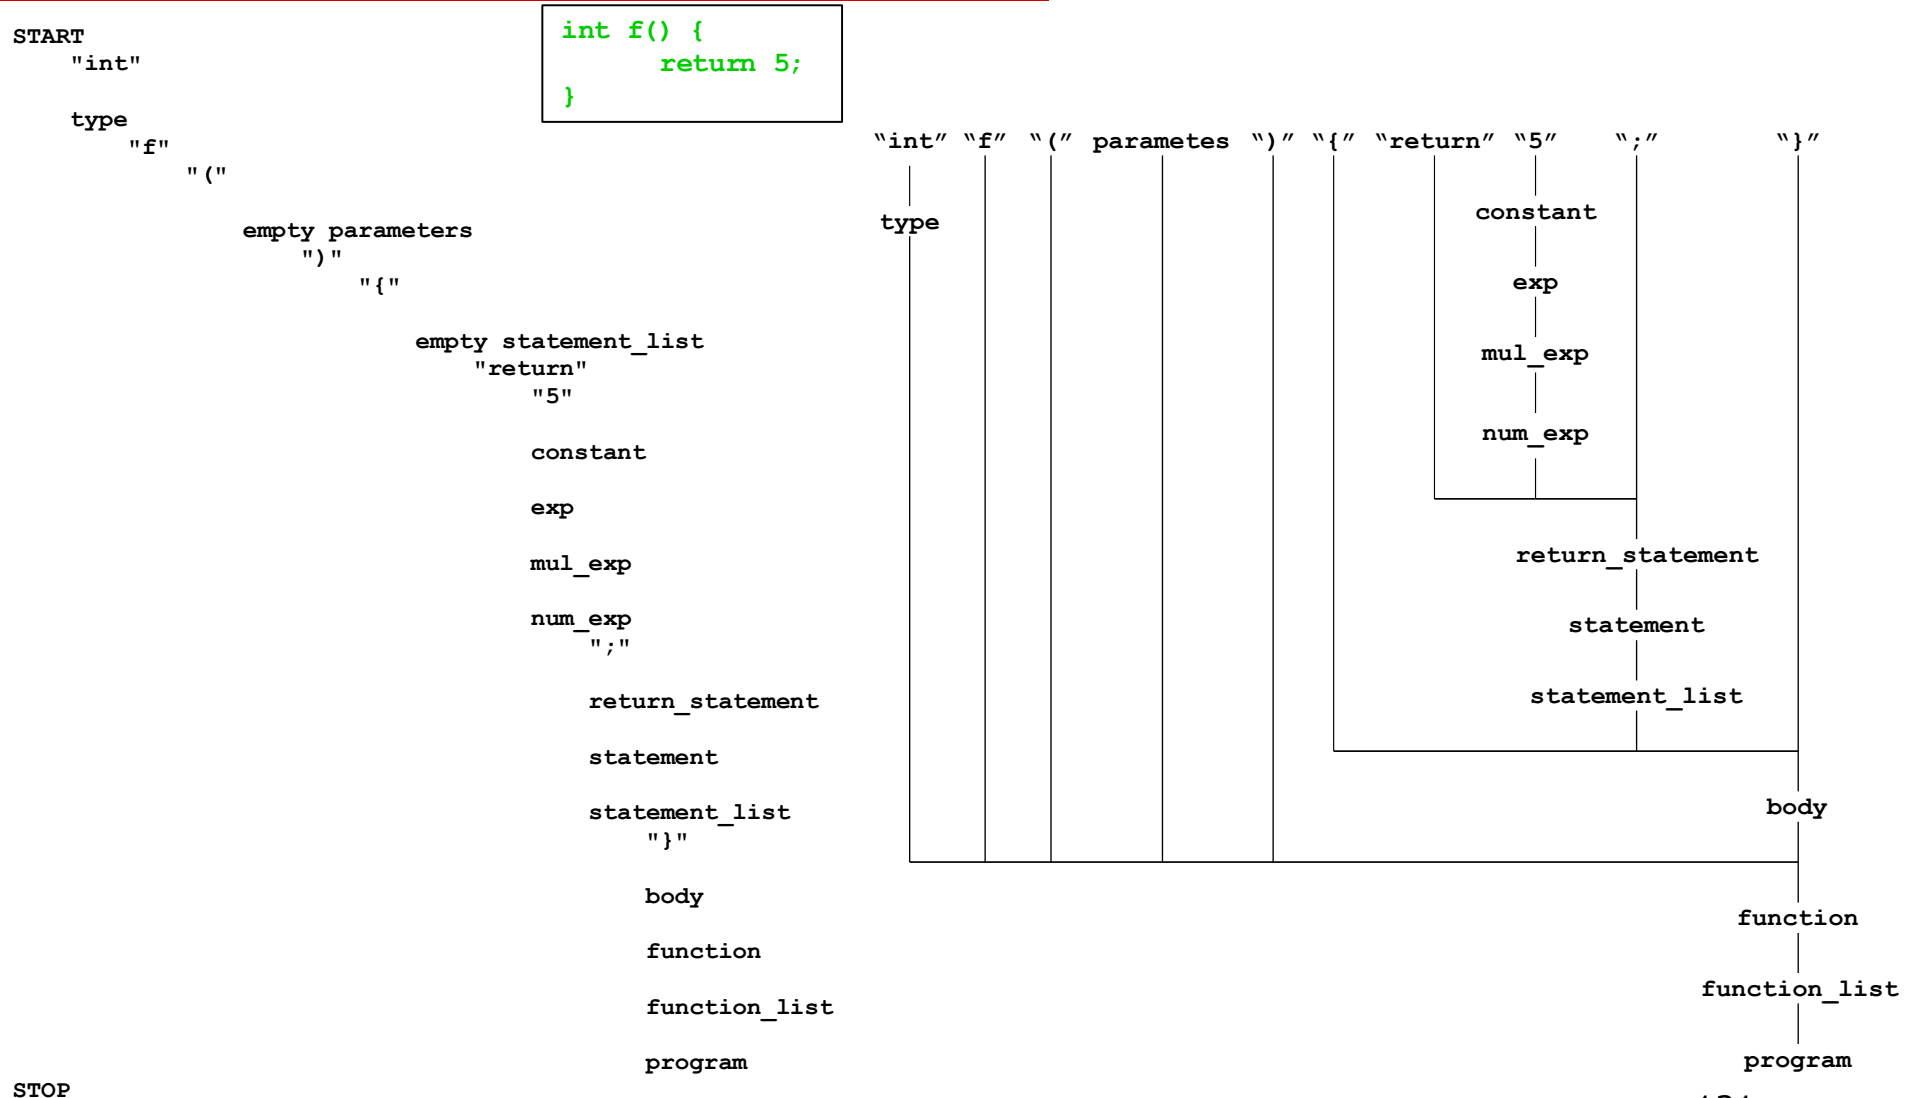 START
"int"
type
"f"
"("
empty parameters
")"
"{"
empty statement_list
"return"
"5"
constant
exp
mul_exp
num_exp
";"
return_statement
statement
statement_list
"}"
body
function
function_list
program
STOP
int f() {
return 5;
}
“int” “f” “(” parametes “)” “{” “return” “5” “;” “}”
type
constant
exp
mul_exp
num_exp
return_statement
statement
statement_list
body
function
function_list
program